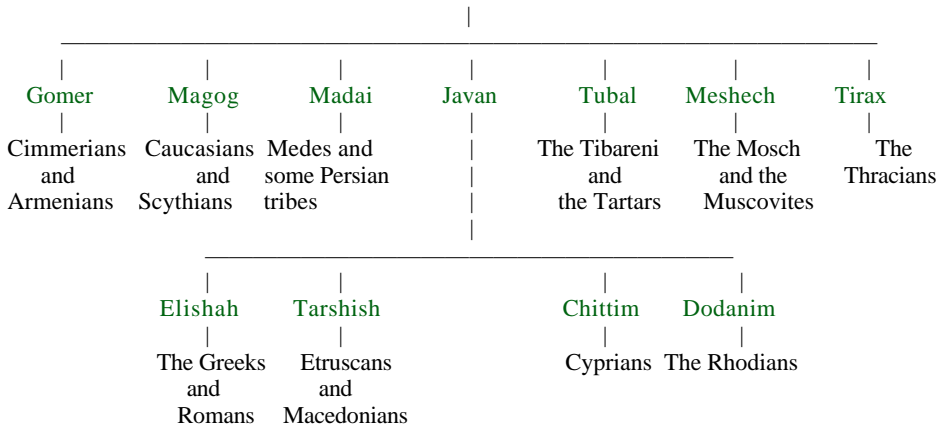 Gomer Magog Madai Javan Tubal Meshech Tirax
Cimmerians Caucasians Medes and The Tibareni The Mosch The
and and some Persian and and the Thracians
Armenians Scythians tribes the Tartars Muscovites
Elishah Tarshish Chittim Dodanim
The Greeks Etruscans Cyprians The Rhodians
and and
Romans Macedonians